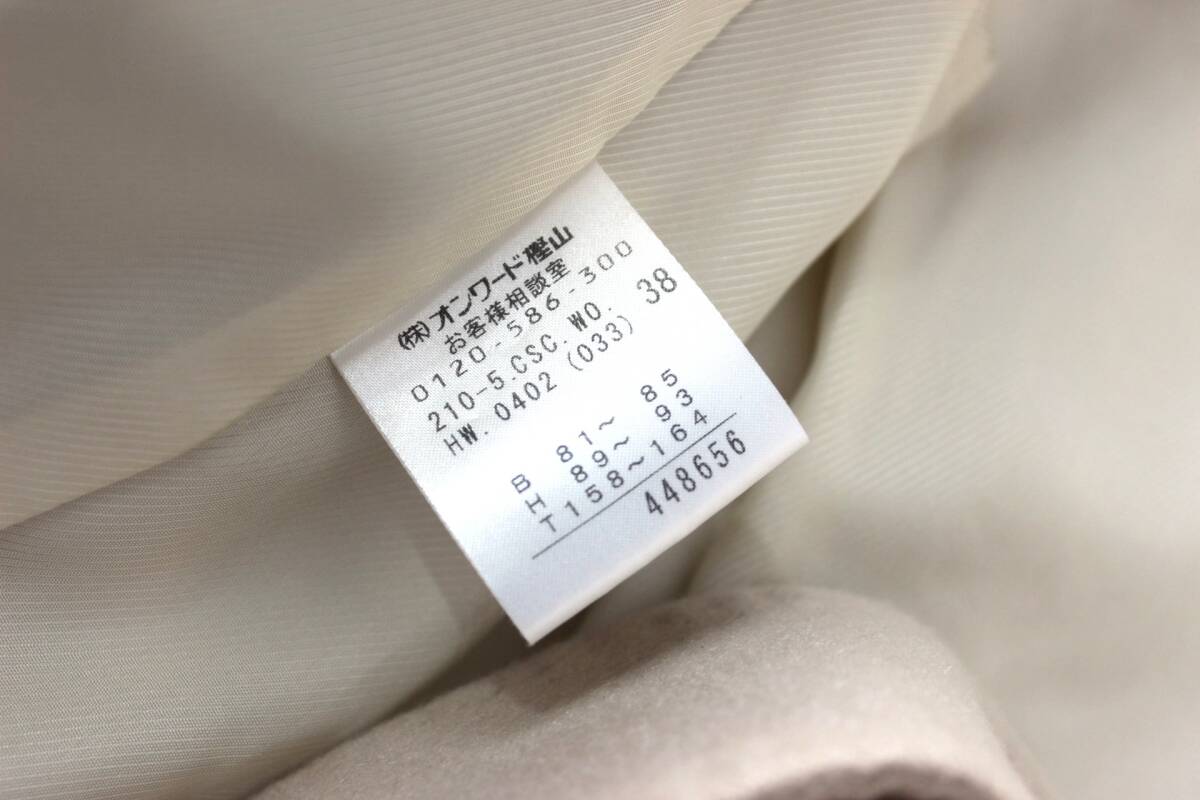 (株)オンワード樫山
お客様相談室
0120-586-300
210-5.CSC.WO. 38
HW. 0402 (033)
B 81～ 85
H 89～ 93
T158～164
448656